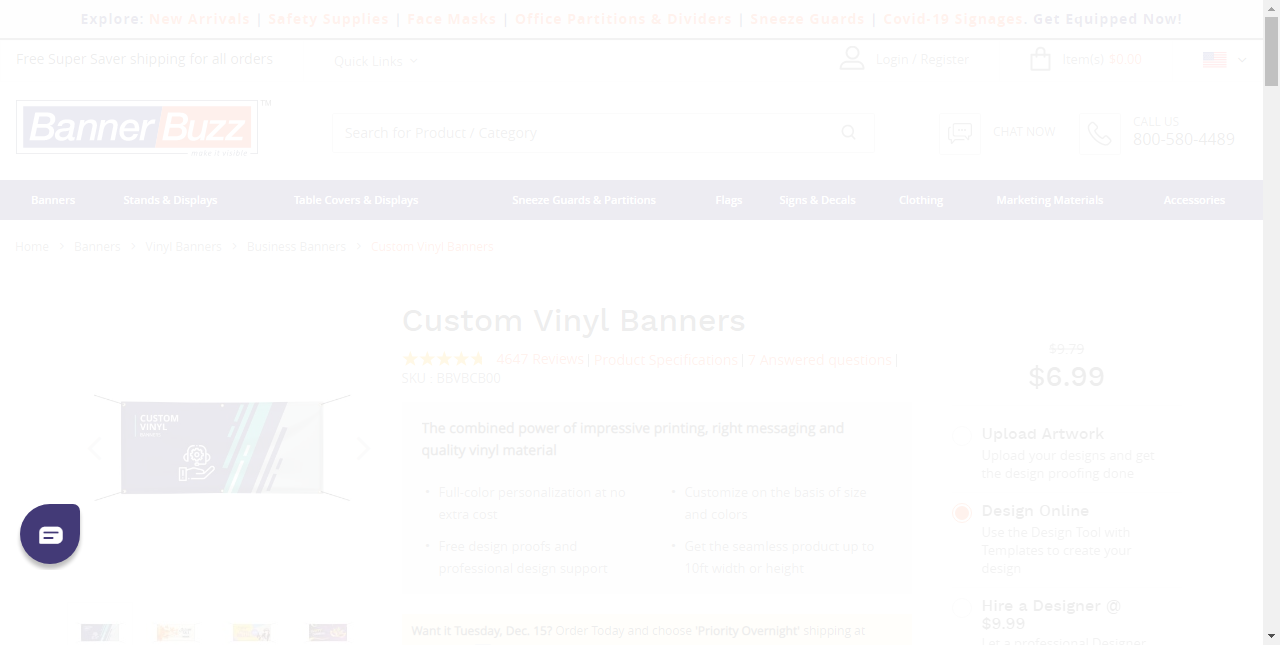 Explore: New Arrivals | Safety Supplies | Face Masks | Office Partitions & Dividers | Sneeze Guards | Covid-19 Signages. Get Equipped Now!
Free Super Saver shipping for all orders
Quick Links
Login / Register
Item(s) $0.00
BannerBuzz TM
make it visible
Search for Product / Category
CHAT NOW
CALL US
800-580-4489
Banners Stands & Displays Table Covers & Displays Sneeze Guards & Partitions Flags Signs & Decals Clothing Marketing Materials Accessories
Home > Banners > Vinyl Banners > Business Banners > Custom Vinyl Banners
Custom Vinyl Banners
4647 Reviews | Product Specifications | 7 Answered questions |
SKU : BBVBCB00
CUSTOM
VINYL
The combined power of impressive printing, right messaging and
quality vinyl material
• Full-color personalization at no
extra cost
• Customize on the basis of size
and colors
• Free design proofs and
professional design support
• Get the seamless product up to
10ft width or height
Want it Tuesday, Dec. 15? Order Today and choose 'Priority Overnight' shipping at
$9.79
$6.99
Upload Artwork
Upload your designs and get
the design proofing done
Design Online
Use the Design Tool with
Templates to create your
design
Hire a Designer @
$9.99
Let a professional Designer